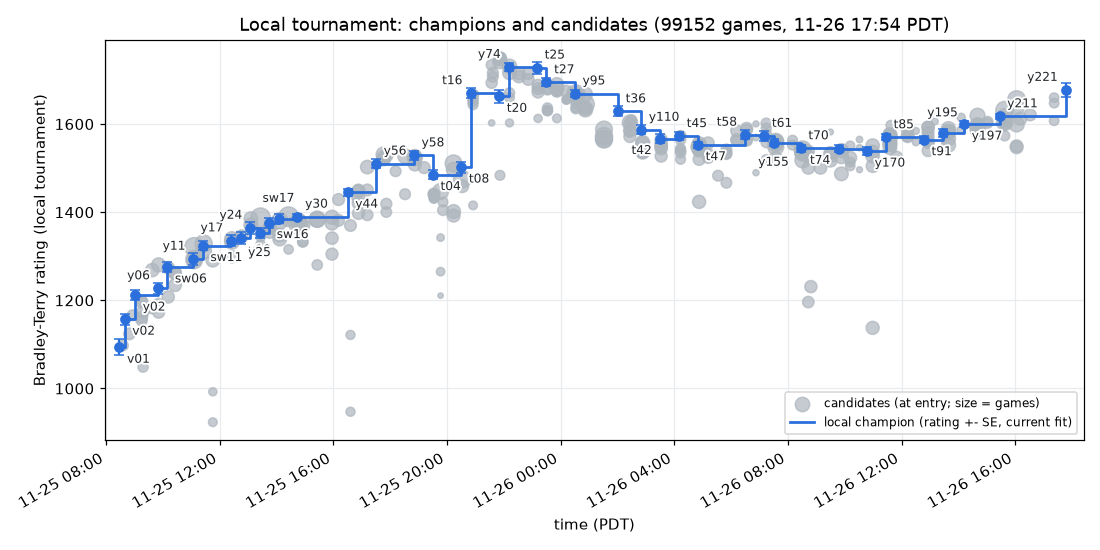 Local tournament: champions and candidates (99152 games, 11-26 17:54 PDT)
Bradley-Terry rating (local tournament)
1600
1400
1200
1000
v01
v02
y02
y06
sw06
y11
sw11
y17
y24
y25
sw17
sw16
y30
y44
y56
y58
t04
t08
t16
y74
t20
t25
t27
y95
t36
t42
y110
t45
t47
t58
t61
y155
t70
t74
y170
t85
t91
y195
y197
y211
y221
candidates (at entry; size = games)
local champion (rating +- SE, current fit)
11-25 08:00
11-25 12:00
11-25 16:00
11-25 20:00
11-26 00:00
11-26 04:00
11-26 08:00
11-26 12:00
11-26 16:00
time (PDT)